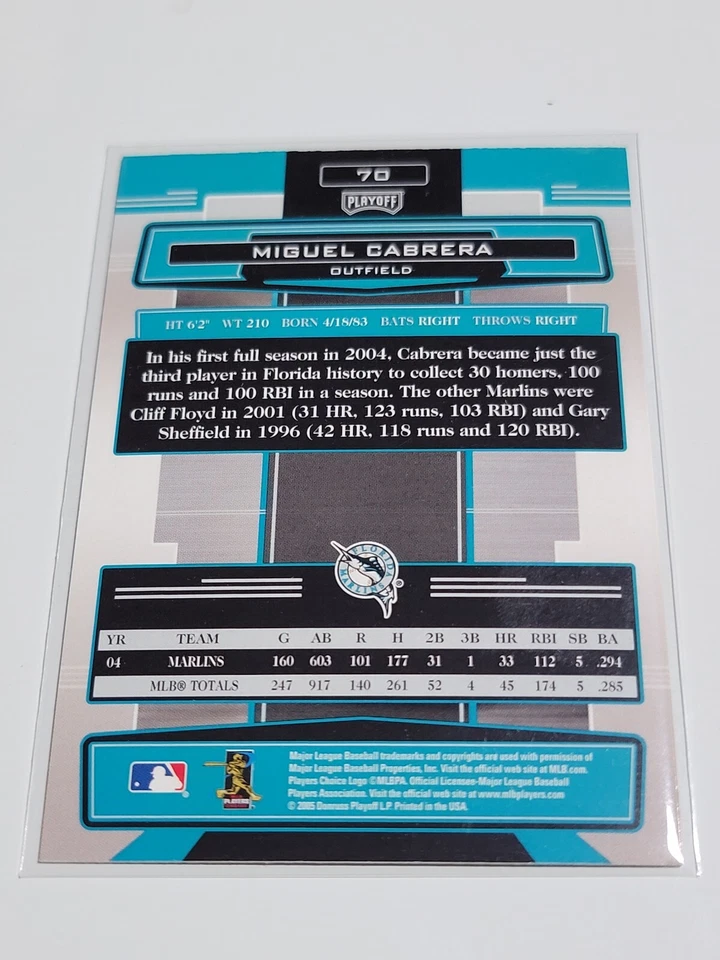 70
PLAYOFF
MIGUEL CABRERA
OUTFIELD
HT 6'2" WT 210 BORN 4/18/83 BATS RIGHT THROWS RIGHT
In his first full season in 2004, Cabrera became just the
third player in Florida history to collect 30 homers, 100
runs and 100 RBI in a season. The other Marlins were
Cliff Floyd in 2001 (31 HR, 123 runs, 103 RBI) and Gary
Sheffield in 1996 (42 HR, 118 runs and 120 RBI).
FLORIDA
MARLINS ®
YR TEAM G AB R H 2B 3B HR RBI SB BA
04 MARLINS 160 603 101 177 31 1 33 112 5 .294
MLB® TOTALS 247 917 140 261 52 4 45 174 5 .285
Major League Baseball trademarks and copyrights are used with permission of
Major League Baseball Properties, Inc. Visit the official web site at MLB.com.
Players Choice Logo ©MLBPA. Official Licensee-Major League Baseball
Players Association. Visit the official web site at www.mlbplayers.com
© 2005 Donruss Playoff L.P. Printed in the USA.
PLAYERS